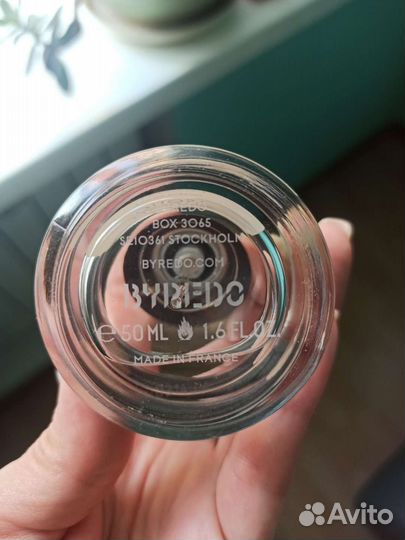 BOX 3065
SE10361 STOCKHOLM
BYREDO.COM
BYREDO
e 50 ML 1.6 FL.OZ.
MADE IN FRANCE
Avito